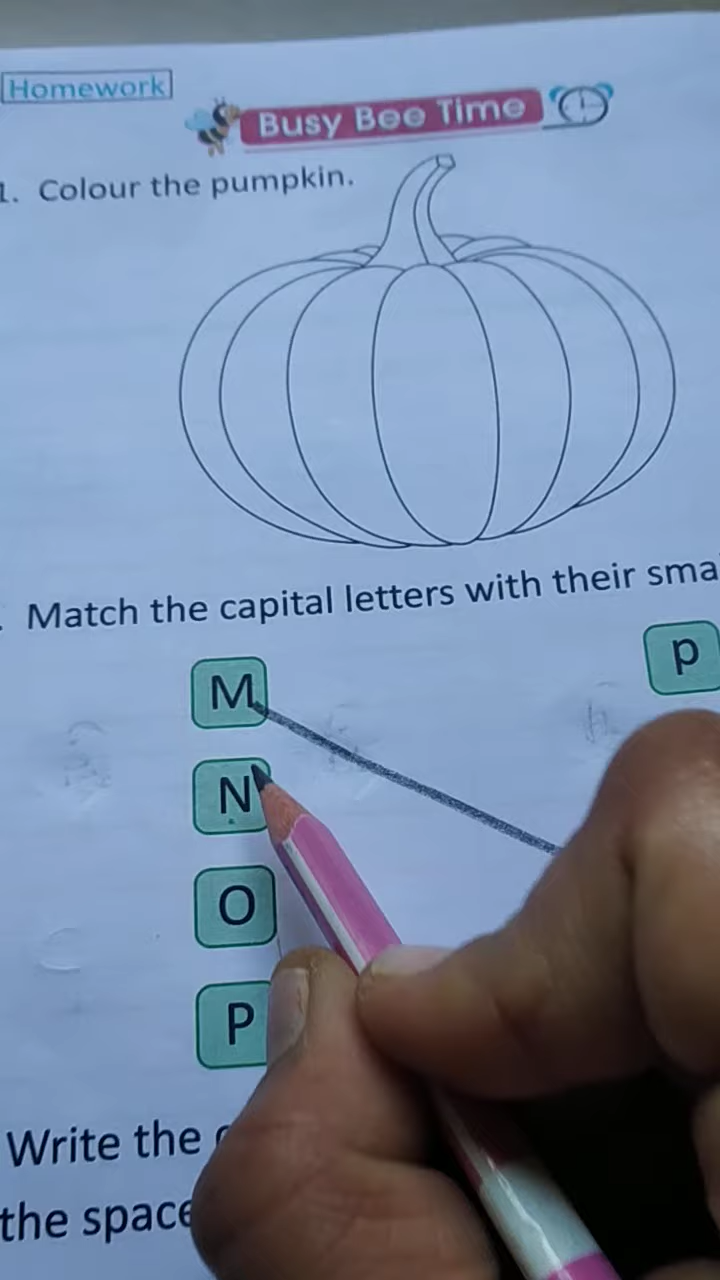 Homework
Busy Bee Time
1. Colour the pumpkin.
Match the capital letters with their sma
M
p
N
O
P
Write the
the space